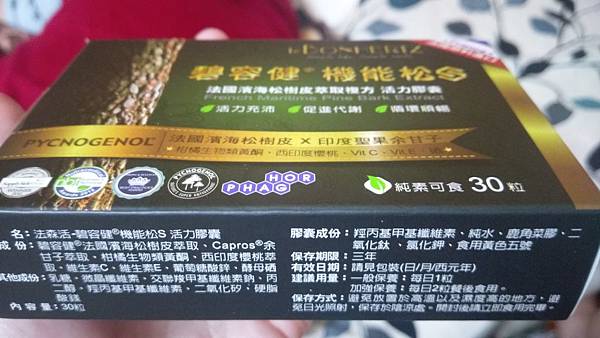 碧容健®機能松S
法國濱海松樹皮萃取複方 活力膠囊
French Maritime Pine Bark Extract
活力充沛 促進代謝 循環順暢
PYCNOGENOL® 法國濱海松樹皮 X 印度聖果余甘子
柑橘生物類黃酮．西印度櫻桃．Vit C．Vit E．鋅
PYCNOGENOL
HOR
PHAG
純素可食 30粒
名：法森活-碧容健®機能松S 活力膠囊
成 份：碧容健®法國濱海松樹皮萃取、Capros®余
甘子萃取、柑橘生物類黃酮、西印度櫻桃萃
取、維生素C、維生素E、葡萄糖酸鋅、酵母硒
其他成份：乳糖、微晶纖維素、交聯羧甲基纖維素鈉、丙
二醇、羥丙基甲基纖維素、二氧化矽、硬脂
酸鎂
內 容 量：30粒
膠囊成份：羥丙基甲基纖維素、純水、鹿角菜膠、二
氧化鈦、氯化鉀、食用黃色五號
保存期限：三年
有效日期：請見包裝(日/月/西元年)
建議用量：一般保養：每日1粒
加強保養：每日2粒餐後食用。
保存方式：避免放置於高溫以及濕度高的地方，避
免日光照射，保存於陰涼處。開封後請立即食用完畢。